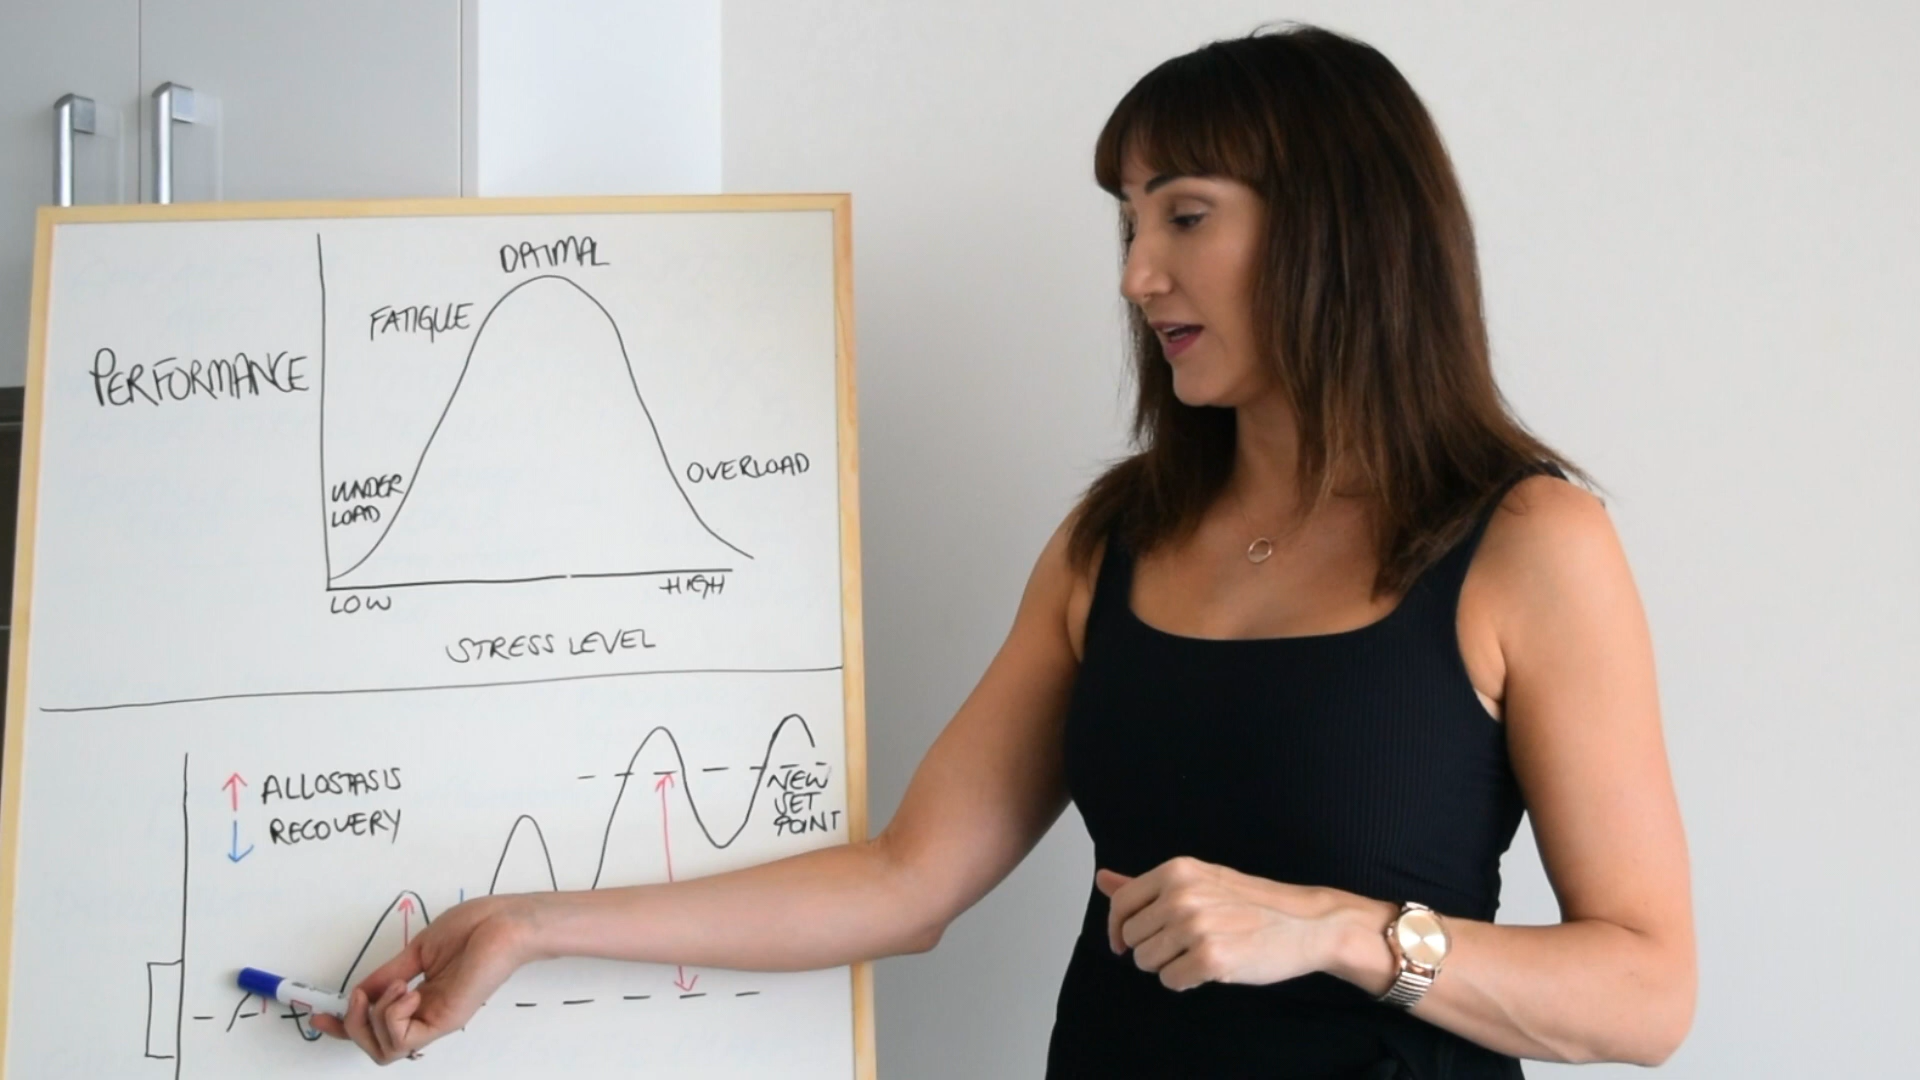 OPTIMAL
FATIGUE
PERFORMANCE
UNDER
LOAD
OVERLOAD
LOW
HIGH
STRESS LEVEL
ALLOSTASIS
RECOVERY
NEW
SET
POINT